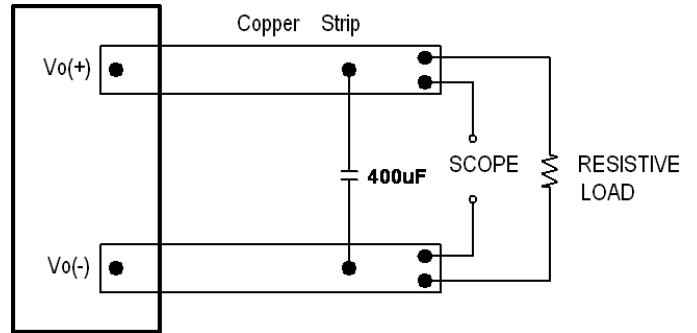 Copper Strip
Vo(+)
400uF
SCOPE
RESISTIVE
LOAD
Vo(-)